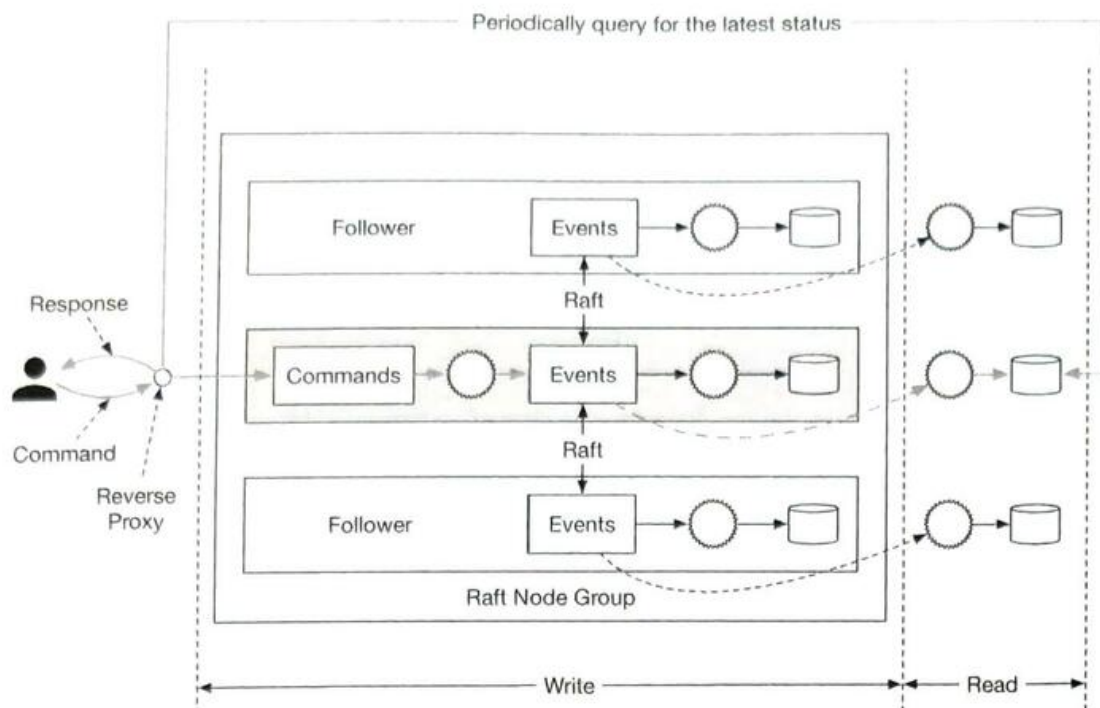 Periodically query for the latest status
Follower
Events
Raft
Response
Commands
Events
Command
Raft
Reverse
Proxy
Follower
Events
Raft Node Group
Write
Read